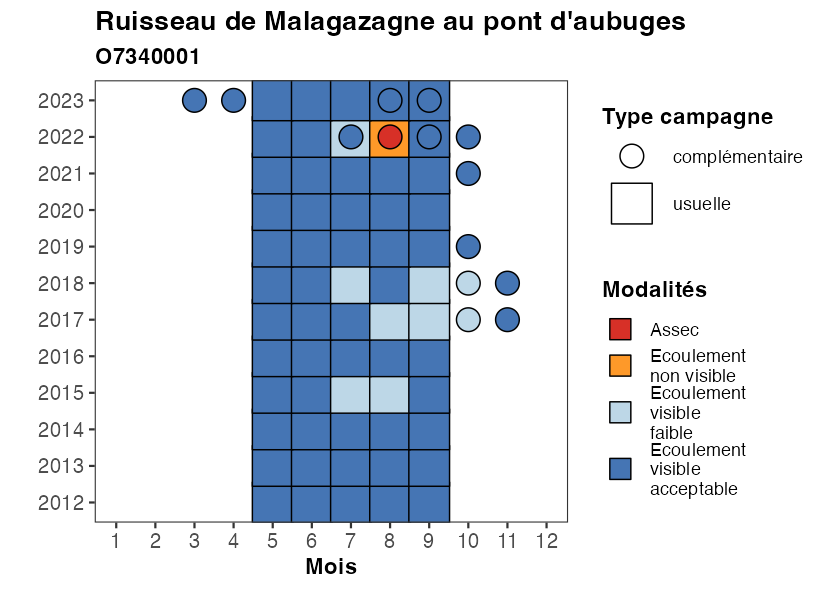 Ruisseau de Malagazagne au pont d'aubuges
O7340001
2023
2022
2021
2020
2019
2018
2017
2016
2015
2014
2013
2012
1 2 3 4 5 6 7 8 9 10 11 12
Mois
Type campagne
complémentaire
usuelle
Modalités
Assec
Ecoulement
non visible
Ecoulement
visible
faible
Ecoulement
visible
acceptable